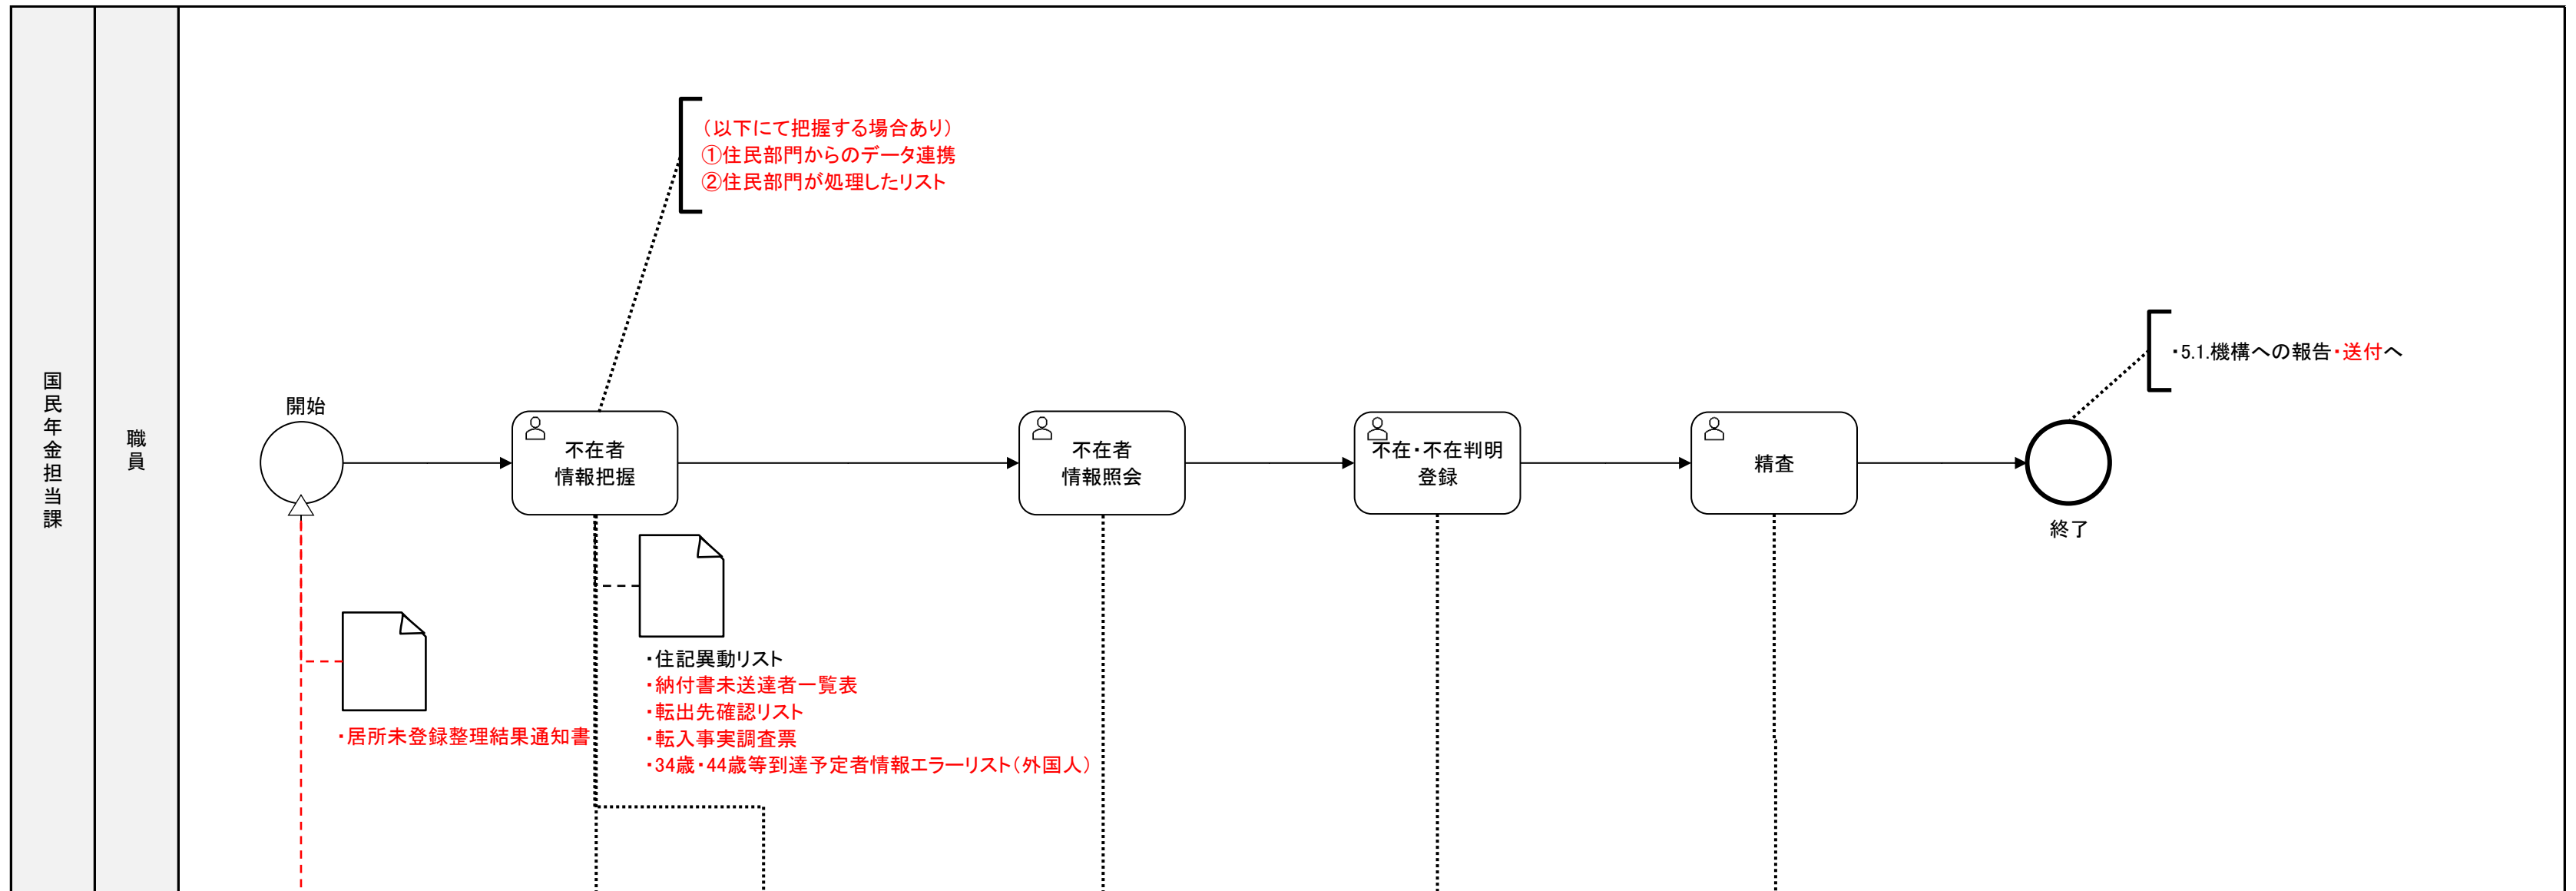 国民年金担当課
職員
(以下にて把握する場合あり)
①住民部門からのデータ連携
②住民部門が処理したリスト
・5.1.機構への報告・送付へ
開始
不在者
情報把握
不在者
情報照会
不在・不在判明
登録
精査
終了
・居所未登録整理結果通知書
・住記異動リスト
・納付書未送達者一覧表
・転出先確認リスト
・転入事実調査票
・34歳・44歳等到達予定者情報エラーリスト(外国人)